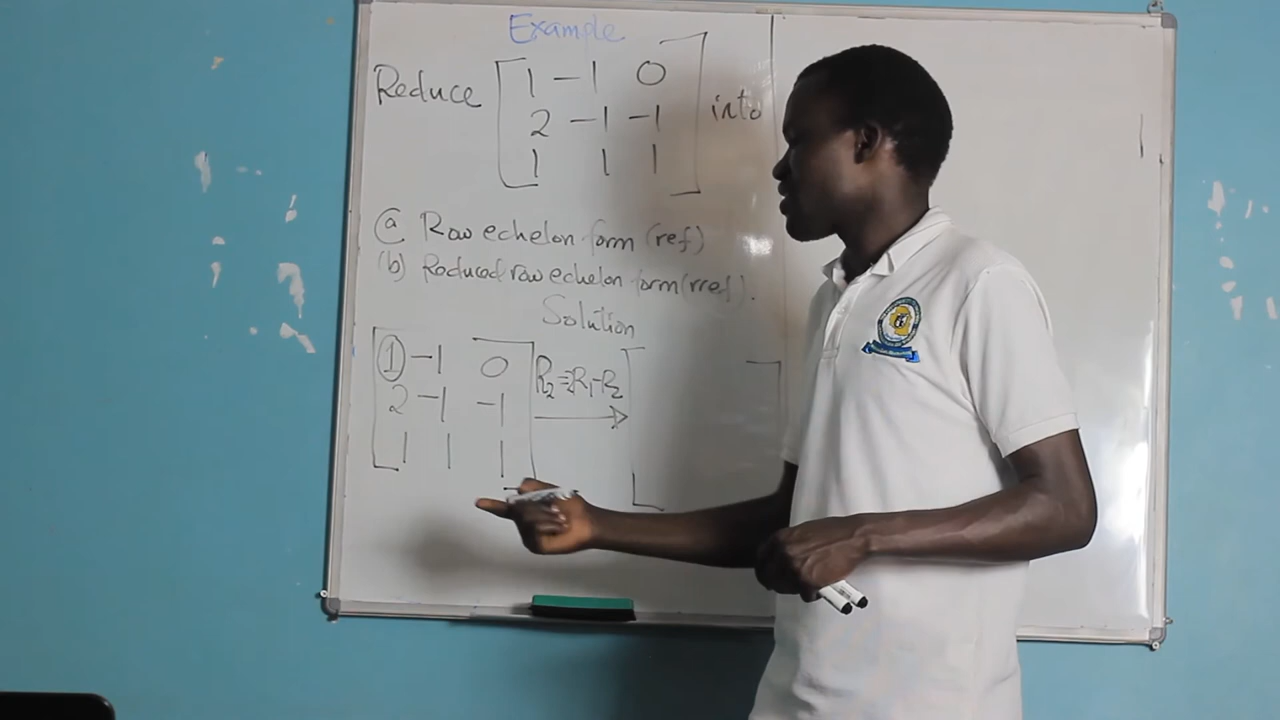 Example
Reduce [ 1 -1 0 into
2 -1 -1
1 1 1 ]
(a) Row echelon form (ref)
(b) Reduced row echelon form (rref).
Solution
[ 1 -1 0
2 -1 -1
1 1 1 ]
R₂ = 2R₁ - R₂
→ [ ]